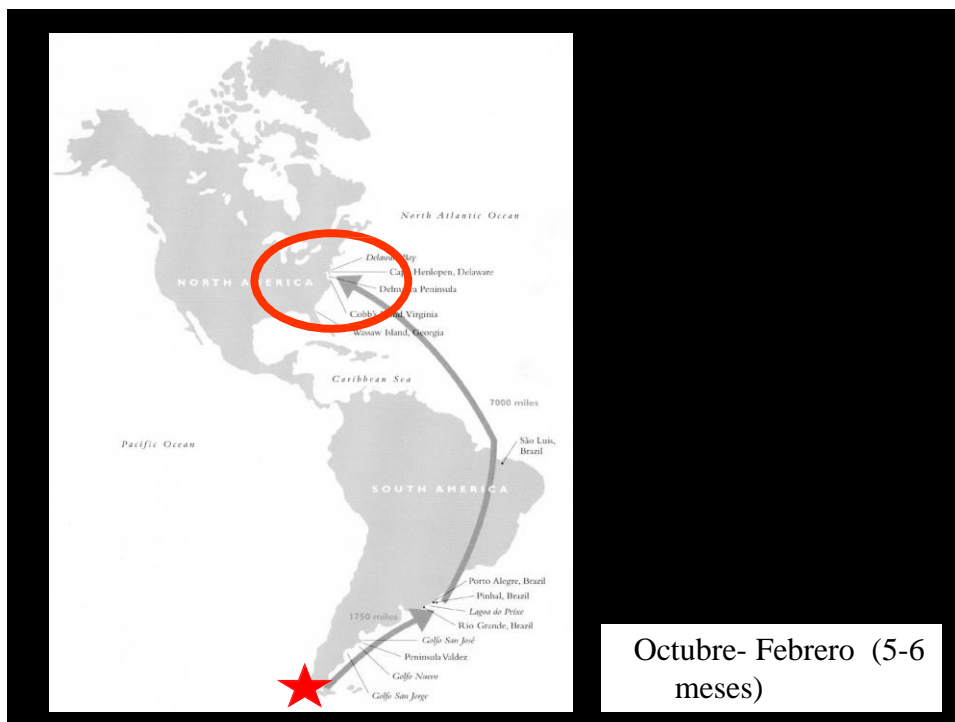 North Atlantic Ocean
Delaware Bay
Cape Henlopen, Delaware
NORTH AMERICA
Delmarva Peninsula
Cobb's Island, Virginia
Wassaw Island, Georgia
Caribbean Sea
7000 miles
Pacific Ocean
São Luis,
Brazil
SOUTH AMERICA
Porto Alegre, Brazil
Pinhal, Brazil
Lagoa do Peixe
1750 miles
Rio Grande, Brazil
Golfo San José
Peninsula Valdez
Golfo Nuevo
Golfo San Jorge
Octubre- Febrero (5-6
meses)